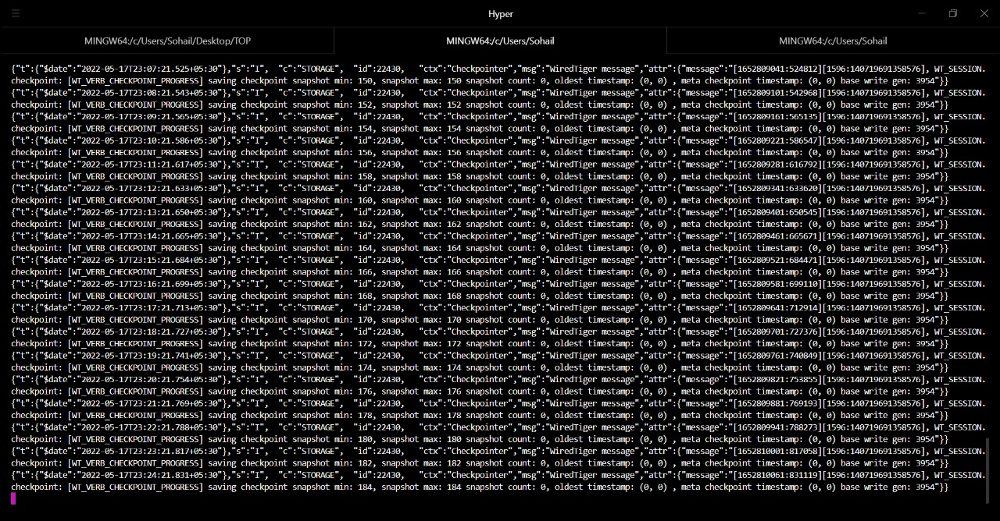 Hyper
MINGW64:/c/Users/Sohail/Desktop/TOP
MINGW64:/c/Users/Sohail
MINGW64:/c/Users/Sohail
{"t":{"$date":"2022-05-17T23:07:21.525+05:30"},"s":"I",  "c":"STORAGE",  "id":22430,   "ctx":"Checkpointer","msg":"WiredTiger message","attr":{"message":"[1652809041:524812][1596:140719691358576], WT_SESSION.
checkpoint: [WT_VERB_CHECKPOINT_PROGRESS] saving checkpoint snapshot min: 150, snapshot max: 150 snapshot count: 0, oldest timestamp: (0, 0) , meta checkpoint timestamp: (0, 0) base write gen: 3954"}}
{"t":{"$date":"2022-05-17T23:08:21.543+05:30"},"s":"I",  "c":"STORAGE",  "id":22430,   "ctx":"Checkpointer","msg":"WiredTiger message","attr":{"message":"[1652809101:542968][1596:140719691358576], WT_SESSION.
checkpoint: [WT_VERB_CHECKPOINT_PROGRESS] saving checkpoint snapshot min: 152, snapshot max: 152 snapshot count: 0, oldest timestamp: (0, 0) , meta checkpoint timestamp: (0, 0) base write gen: 3954"}}
{"t":{"$date":"2022-05-17T23:09:21.565+05:30"},"s":"I",  "c":"STORAGE",  "id":22430,   "ctx":"Checkpointer","msg":"WiredTiger message","attr":{"message":"[1652809161:565135][1596:140719691358576], WT_SESSION.
checkpoint: [WT_VERB_CHECKPOINT_PROGRESS] saving checkpoint snapshot min: 154, snapshot max: 154 snapshot count: 0, oldest timestamp: (0, 0) , meta checkpoint timestamp: (0, 0) base write gen: 3954"}}
{"t":{"$date":"2022-05-17T23:10:21.586+05:30"},"s":"I",  "c":"STORAGE",  "id":22430,   "ctx":"Checkpointer","msg":"WiredTiger message","attr":{"message":"[1652809221:586547][1596:140719691358576], WT_SESSION.
checkpoint: [WT_VERB_CHECKPOINT_PROGRESS] saving checkpoint snapshot min: 156, snapshot max: 156 snapshot count: 0, oldest timestamp: (0, 0) , meta checkpoint timestamp: (0, 0) base write gen: 3954"}}
{"t":{"$date":"2022-05-17T23:11:21.617+05:30"},"s":"I",  "c":"STORAGE",  "id":22430,   "ctx":"Checkpointer","msg":"WiredTiger message","attr":{"message":"[1652809281:616792][1596:140719691358576], WT_SESSION.
checkpoint: [WT_VERB_CHECKPOINT_PROGRESS] saving checkpoint snapshot min: 158, snapshot max: 158 snapshot count: 0, oldest timestamp: (0, 0) , meta checkpoint timestamp: (0, 0) base write gen: 3954"}}
{"t":{"$date":"2022-05-17T23:12:21.633+05:30"},"s":"I",  "c":"STORAGE",  "id":22430,   "ctx":"Checkpointer","msg":"WiredTiger message","attr":{"message":"[1652809341:633620][1596:140719691358576], WT_SESSION.
checkpoint: [WT_VERB_CHECKPOINT_PROGRESS] saving checkpoint snapshot min: 160, snapshot max: 160 snapshot count: 0, oldest timestamp: (0, 0) , meta checkpoint timestamp: (0, 0) base write gen: 3954"}}
{"t":{"$date":"2022-05-17T23:13:21.650+05:30"},"s":"I",  "c":"STORAGE",  "id":22430,   "ctx":"Checkpointer","msg":"WiredTiger message","attr":{"message":"[1652809401:650545][1596:140719691358576], WT_SESSION.
checkpoint: [WT_VERB_CHECKPOINT_PROGRESS] saving checkpoint snapshot min: 162, snapshot max: 162 snapshot count: 0, oldest timestamp: (0, 0) , meta checkpoint timestamp: (0, 0) base write gen: 3954"}}
{"t":{"$date":"2022-05-17T23:14:21.665+05:30"},"s":"I",  "c":"STORAGE",  "id":22430,   "ctx":"Checkpointer","msg":"WiredTiger message","attr":{"message":"[1652809461:665671][1596:140719691358576], WT_SESSION.
checkpoint: [WT_VERB_CHECKPOINT_PROGRESS] saving checkpoint snapshot min: 164, snapshot max: 164 snapshot count: 0, oldest timestamp: (0, 0) , meta checkpoint timestamp: (0, 0) base write gen: 3954"}}
{"t":{"$date":"2022-05-17T23:15:21.684+05:30"},"s":"I",  "c":"STORAGE",  "id":22430,   "ctx":"Checkpointer","msg":"WiredTiger message","attr":{"message":"[1652809521:684471][1596:140719691358576], WT_SESSION.
checkpoint: [WT_VERB_CHECKPOINT_PROGRESS] saving checkpoint snapshot min: 166, snapshot max: 166 snapshot count: 0, oldest timestamp: (0, 0) , meta checkpoint timestamp: (0, 0) base write gen: 3954"}}
{"t":{"$date":"2022-05-17T23:16:21.699+05:30"},"s":"I",  "c":"STORAGE",  "id":22430,   "ctx":"Checkpointer","msg":"WiredTiger message","attr":{"message":"[1652809581:699110][1596:140719691358576], WT_SESSION.
checkpoint: [WT_VERB_CHECKPOINT_PROGRESS] saving checkpoint snapshot min: 168, snapshot max: 168 snapshot count: 0, oldest timestamp: (0, 0) , meta checkpoint timestamp: (0, 0) base write gen: 3954"}}
{"t":{"$date":"2022-05-17T23:17:21.713+05:30"},"s":"I",  "c":"STORAGE",  "id":22430,   "ctx":"Checkpointer","msg":"WiredTiger message","attr":{"message":"[1652809641:712914][1596:140719691358576], WT_SESSION.
checkpoint: [WT_VERB_CHECKPOINT_PROGRESS] saving checkpoint snapshot min: 170, snapshot max: 170 snapshot count: 0, oldest timestamp: (0, 0) , meta checkpoint timestamp: (0, 0) base write gen: 3954"}}
{"t":{"$date":"2022-05-17T23:18:21.727+05:30"},"s":"I",  "c":"STORAGE",  "id":22430,   "ctx":"Checkpointer","msg":"WiredTiger message","attr":{"message":"[1652809701:727376][1596:140719691358576], WT_SESSION.
checkpoint: [WT_VERB_CHECKPOINT_PROGRESS] saving checkpoint snapshot min: 172, snapshot max: 172 snapshot count: 0, oldest timestamp: (0, 0) , meta checkpoint timestamp: (0, 0) base write gen: 3954"}}
{"t":{"$date":"2022-05-17T23:19:21.741+05:30"},"s":"I",  "c":"STORAGE",  "id":22430,   "ctx":"Checkpointer","msg":"WiredTiger message","attr":{"message":"[1652809761:740849][1596:140719691358576], WT_SESSION.
checkpoint: [WT_VERB_CHECKPOINT_PROGRESS] saving checkpoint snapshot min: 174, snapshot max: 174 snapshot count: 0, oldest timestamp: (0, 0) , meta checkpoint timestamp: (0, 0) base write gen: 3954"}}
{"t":{"$date":"2022-05-17T23:20:21.754+05:30"},"s":"I",  "c":"STORAGE",  "id":22430,   "ctx":"Checkpointer","msg":"WiredTiger message","attr":{"message":"[1652809821:753855][1596:140719691358576], WT_SESSION.
checkpoint: [WT_VERB_CHECKPOINT_PROGRESS] saving checkpoint snapshot min: 176, snapshot max: 176 snapshot count: 0, oldest timestamp: (0, 0) , meta checkpoint timestamp: (0, 0) base write gen: 3954"}}
{"t":{"$date":"2022-05-17T23:21:21.769+05:30"},"s":"I",  "c":"STORAGE",  "id":22430,   "ctx":"Checkpointer","msg":"WiredTiger message","attr":{"message":"[1652809881:769193][1596:140719691358576], WT_SESSION.
checkpoint: [WT_VERB_CHECKPOINT_PROGRESS] saving checkpoint snapshot min: 178, snapshot max: 178 snapshot count: 0, oldest timestamp: (0, 0) , meta checkpoint timestamp: (0, 0) base write gen: 3954"}}
{"t":{"$date":"2022-05-17T23:22:21.788+05:30"},"s":"I",  "c":"STORAGE",  "id":22430,   "ctx":"Checkpointer","msg":"WiredTiger message","attr":{"message":"[1652809941:788273][1596:140719691358576], WT_SESSION.
checkpoint: [WT_VERB_CHECKPOINT_PROGRESS] saving checkpoint snapshot min: 180, snapshot max: 180 snapshot count: 0, oldest timestamp: (0, 0) , meta checkpoint timestamp: (0, 0) base write gen: 3954"}}
{"t":{"$date":"2022-05-17T23:23:21.817+05:30"},"s":"I",  "c":"STORAGE",  "id":22430,   "ctx":"Checkpointer","msg":"WiredTiger message","attr":{"message":"[1652810001:817058][1596:140719691358576], WT_SESSION.
checkpoint: [WT_VERB_CHECKPOINT_PROGRESS] saving checkpoint snapshot min: 182, snapshot max: 182 snapshot count: 0, oldest timestamp: (0, 0) , meta checkpoint timestamp: (0, 0) base write gen: 3954"}}
{"t":{"$date":"2022-05-17T23:24:21.831+05:30"},"s":"I",  "c":"STORAGE",  "id":22430,   "ctx":"Checkpointer","msg":"WiredTiger message","attr":{"message":"[1652810061:831119][1596:140719691358576], WT_SESSION.
checkpoint: [WT_VERB_CHECKPOINT_PROGRESS] saving checkpoint snapshot min: 184, snapshot max: 184 snapshot count: 0, oldest timestamp: (0, 0) , meta checkpoint timestamp: (0, 0) base write gen: 3954"}}